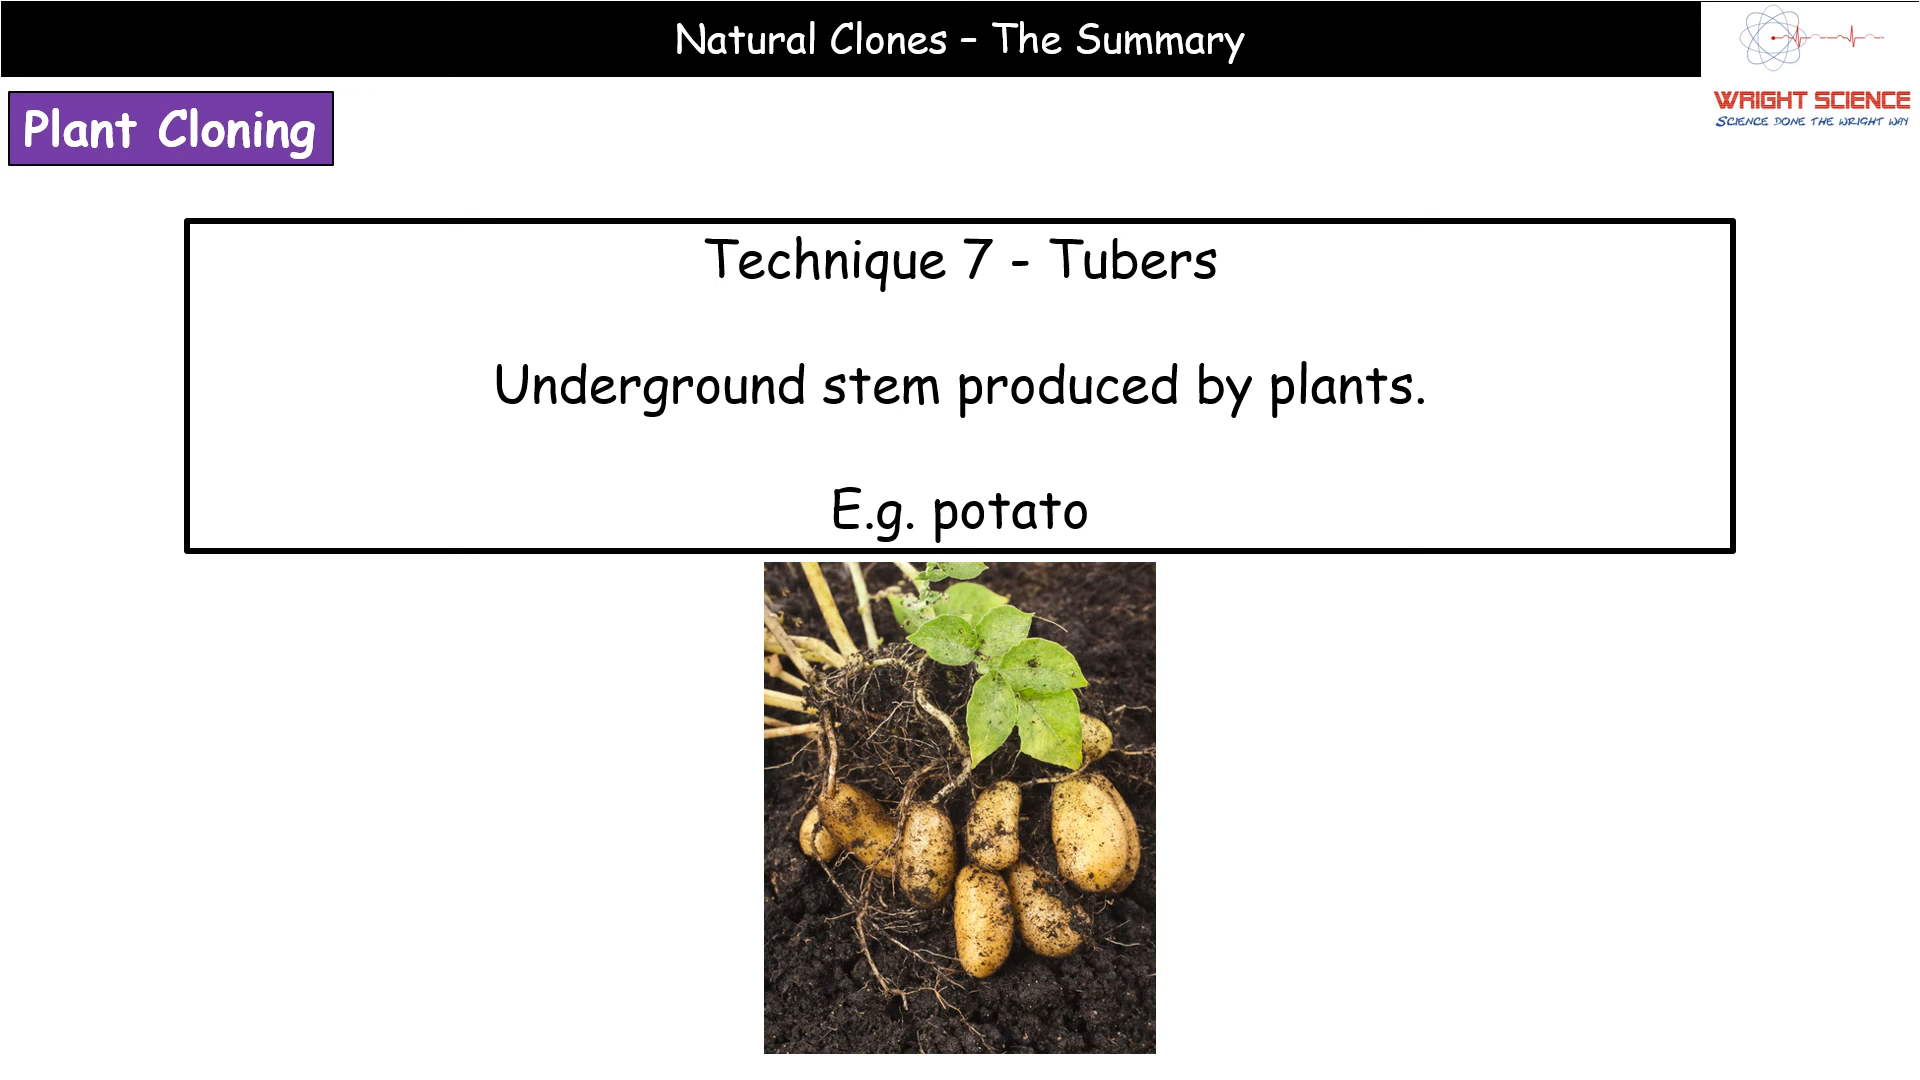 Natural Clones – The Summary
WRIGHT SCIENCE
SCIENCE DONE THE WRIGHT WAY
Plant Cloning
Technique 7 - Tubers
Underground stem produced by plants.
E.g. potato